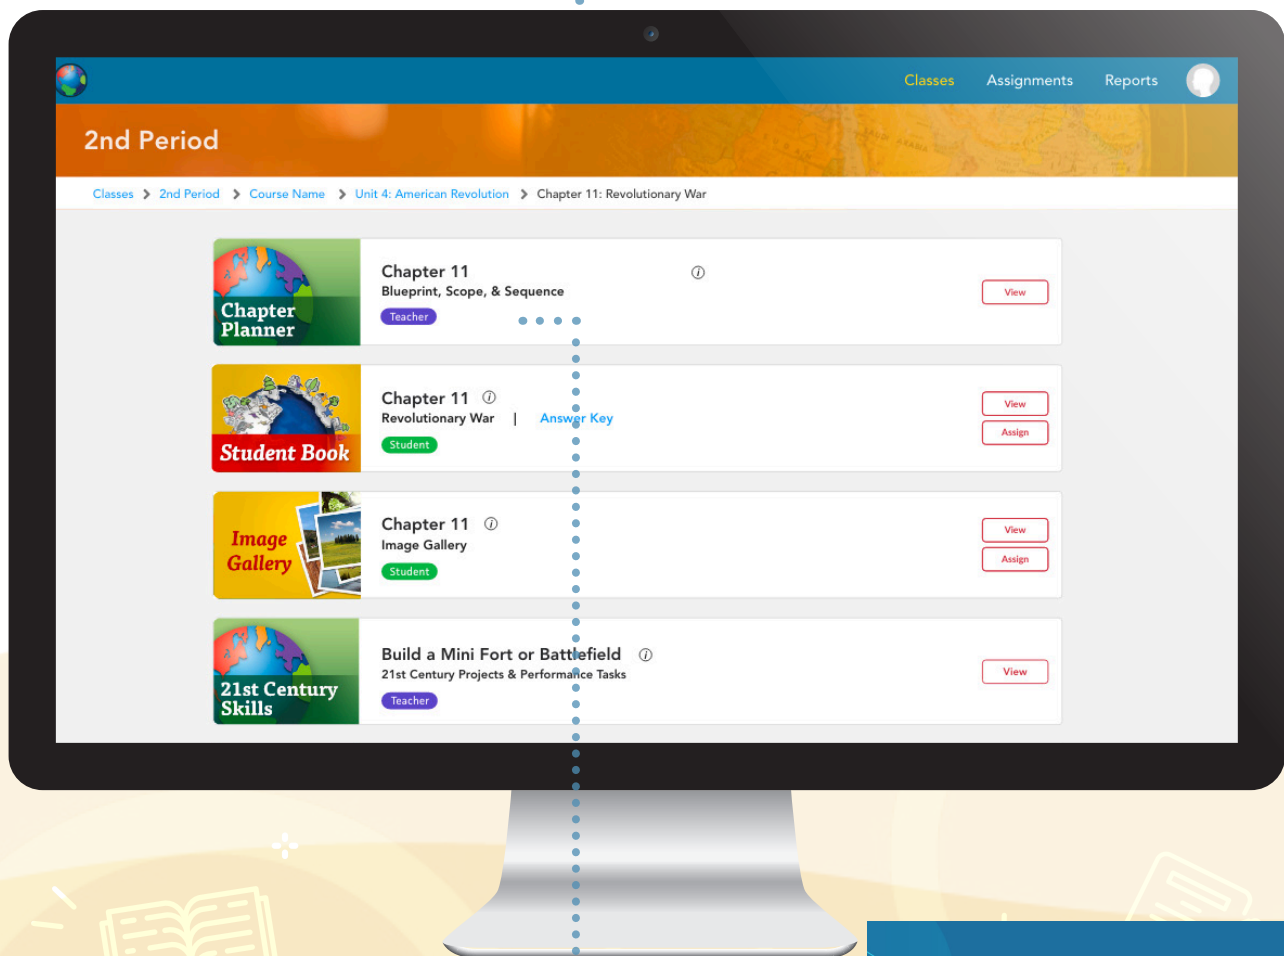 Classes Assignments Reports
2nd Period
Classes > 2nd Period > Course Name > Unit 4: American Revolution > Chapter 11: Revolutionary War
Chapter
Planner
Chapter 11
Blueprint, Scope, & Sequence
Teacher
View
Student Book
Chapter 11
Revolutionary War | Answer Key
Student
View
Assign
Image
Gallery
Chapter 11
Image Gallery
Student
View
Assign
21st Century
Skills
Build a Mini Fort or Battlefield
21st Century Projects & Performance Tasks
Teacher
View